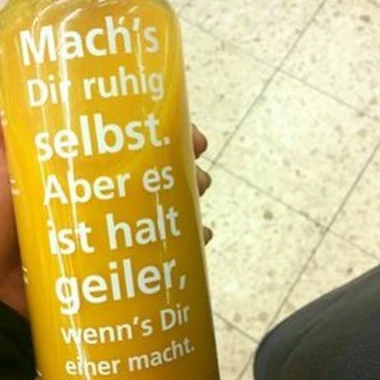 Mach's
Dir ruhig
selbst.
Aber es
ist halt
geiler,
wenn's Dir
einer macht.